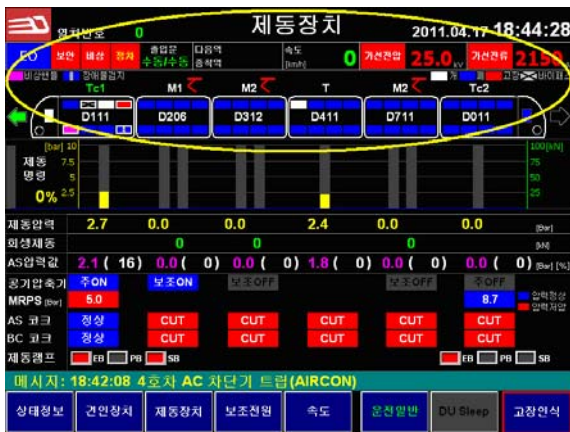 제동장치
열차번호 0
2011.04.17 18:44:28
EO 보안 비상 정차 출입문 수동/수동 다음역 종착역 속도 [km/h] 0 가선전압 25.0 kV 가선전류 2150
비상핸들 장애물감지 개 폐 고장 바이패스
Tc1 M1 M2 T M2 Tc2
D111 D206 D312 D411 D711 D011
[bar] 10 100[kN]
제동 7.5 75
명령 5 50
0% 2.5 25
제동압력 2.7 0.0 0.0 2.4 0.0 0.0 [Bar]
회생제동 0 0 0 [kN]
AS압력값 2.1 ( 16) 0.0 ( 0) 0.0 ( 0) 1.8 ( 0) 0.0 ( 0) 0.0 ( 0) [Bar] [%]
공기압축기 주ON 보조ON 보조OFF 보조OFF 주OFF
MRPS [Bar] 5.0 8.7 압력정상
압력저압
AS 코크 정상 CUT CUT CUT CUT CUT
BC 코크 정상 CUT CUT CUT CUT CUT
제동램프 EB PB SB EB PB SB
메시지: 18:42:08 4호차 AC 차단기 트립(AIRCON)
상태정보 견인장치 제동장치 보조전원 속도 운전일반 DU Sleep 고장인식